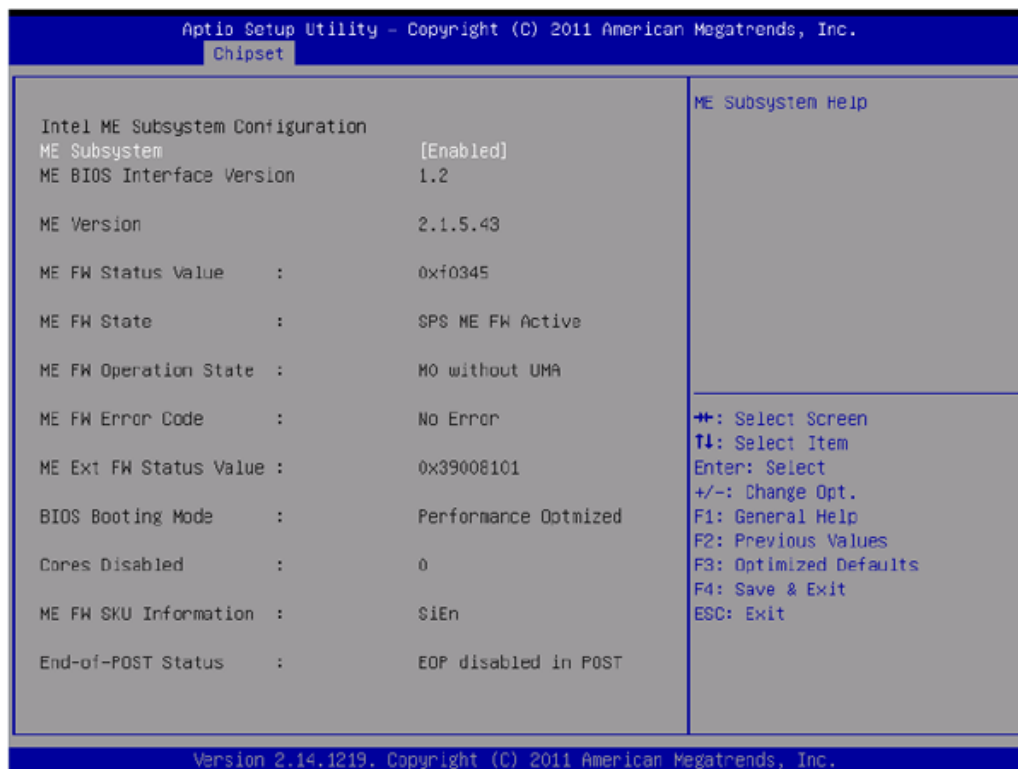 Aptio Setup Utility – Copyright (C) 2011 American Megatrends, Inc.
Chipset
Intel ME Subsystem Configuration
ME Subsystem [Enabled]
ME BIOS Interface Version 1.2
ME Version 2.1.5.43
ME FW Status Value : 0xf0345
ME FW State : SPS ME FW Active
ME FW Operation State : M0 without UMA
ME FW Error Code : No Error
ME Ext FW Status Value : 0x39008101
BIOS Booting Mode : Performance Optmized
Cores Disabled : 0
ME FW SKU Information : SiEn
End-of-POST Status : EOP disabled in POST
ME Subsystem Help
→←: Select Screen
↑↓: Select Item
Enter: Select
+/-: Change Opt.
F1: General Help
F2: Previous Values
F3: Optimized Defaults
F4: Save & Exit
ESC: Exit
Version 2.14.1219. Copyright (C) 2011 American Megatrends, Inc.